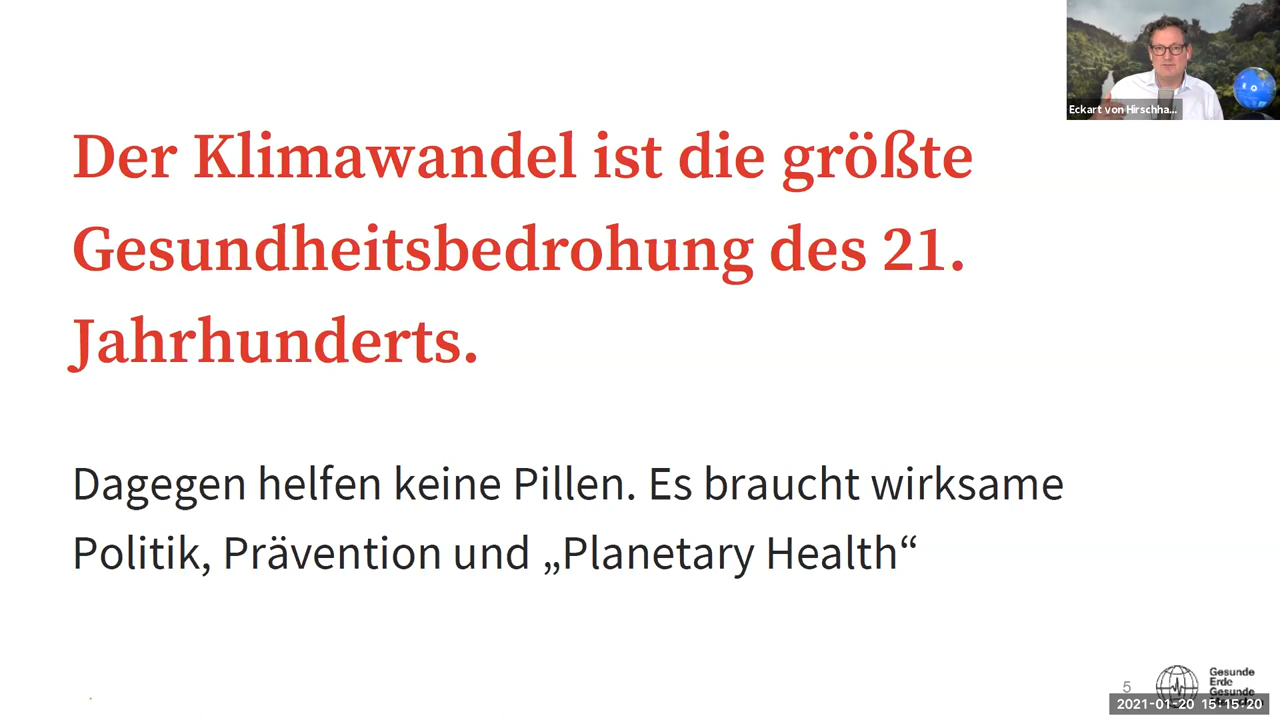 Eckart von Hirschha...
Der Klimawandel ist die größte
Gesundheitsbedrohung des 21.
Jahrhunderts.
Dagegen helfen keine Pillen. Es braucht wirksame
Politik, Prävention und „Planetary Health“
5
Gesunde
Erde
Gesunde
2021-01-20 15:15:20